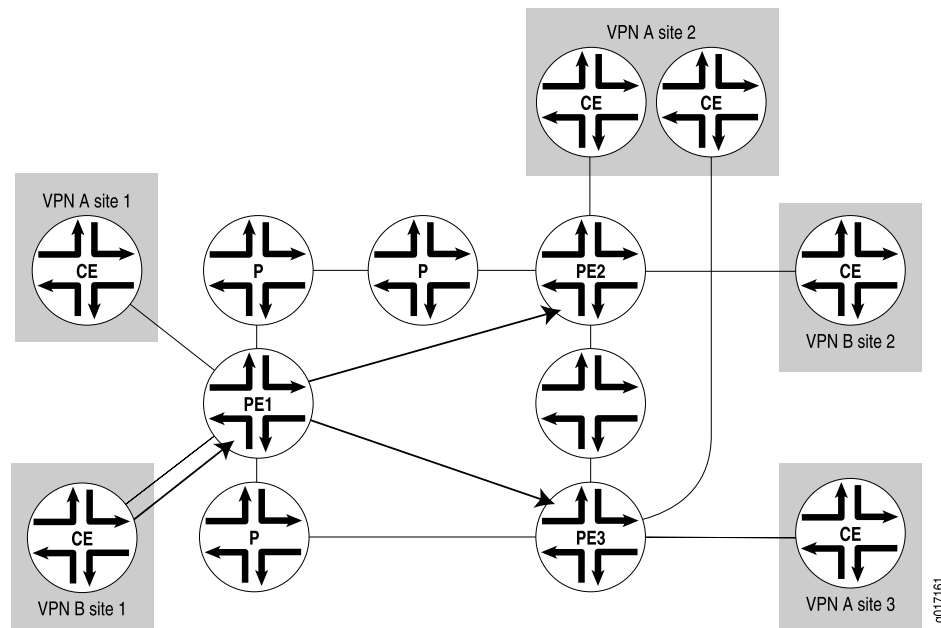 VPN A site 2
CE
CE
VPN A site 1
CE
P
P
PE2
CE
VPN B site 2
PE1
CE
VPN B site 1
P
PE3
CE
VPN A site 3
g017161